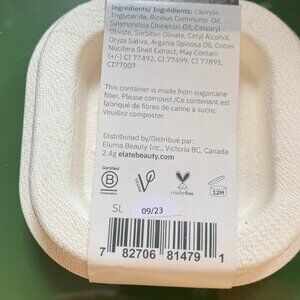 Ingredients/ Ingrédients: Caprylic
Triglyceride, Ricinus Communis Oil,
Simmondsia Chinensis Oil, Cetearyl
Olivate, Sorbitan Olivate, Cetyl Alcohol,
Oryza Sativa, Argania Spinosa Oil, Cocos
Nucifera Shell Extract, May Contain
(+/-) CI 77492, CI 77499, CI 77891,
CI77007
This container is made from sugarcane
fiber. Please compost./Ce contenant est
fabriqué de fibres de canne à sucre.
Veuillez composter.
Distributed by/Distribué par:
Eluma Beauty Inc., Victoria BC, Canada
2.4g elatebeauty.com
Certified
B
Corporation
VEGAN
crueltyfree
12M
SL
09/23
7 82706 81479 1